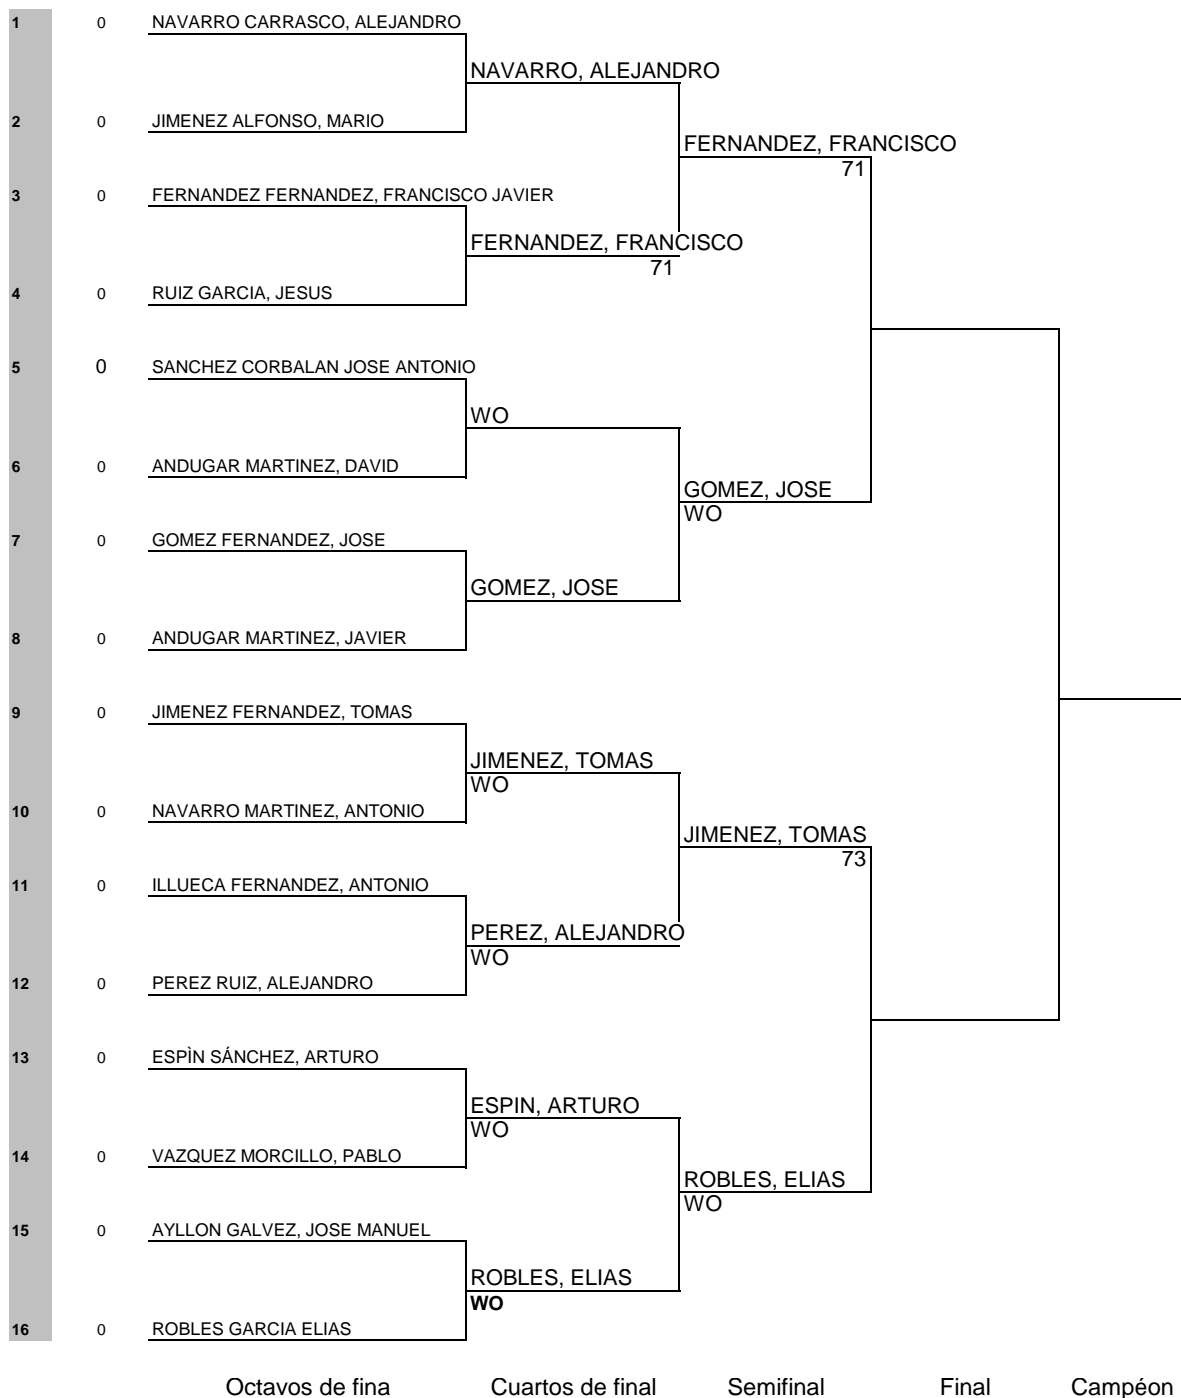 1 0 NAVARRO CARRASCO, ALEJANDRO
NAVARRO, ALEJANDRO
2 0 JIMENEZ ALFONSO, MARIO
FERNANDEZ, FRANCISCO
71
3 0 FERNANDEZ FERNANDEZ, FRANCISCO JAVIER
FERNANDEZ, FRANCISCO
71
4 0 RUIZ GARCIA, JESUS
5 0 SANCHEZ CORBALAN JOSE ANTONIO
WO
6 0 ANDUGAR MARTINEZ, DAVID
GOMEZ, JOSE
WO
7 0 GOMEZ FERNANDEZ, JOSE
GOMEZ, JOSE
8 0 ANDUGAR MARTINEZ, JAVIER
9 0 JIMENEZ FERNANDEZ, TOMAS
JIMENEZ, TOMAS
WO
10 0 NAVARRO MARTINEZ, ANTONIO
JIMENEZ, TOMAS
73
11 0 ILLUECA FERNANDEZ, ANTONIO
PEREZ, ALEJANDRO
WO
12 0 PEREZ RUIZ, ALEJANDRO
13 0 ESPÌN SÁNCHEZ, ARTURO
ESPIN, ARTURO
WO
14 0 VAZQUEZ MORCILLO, PABLO
ROBLES, ELIAS
WO
15 0 AYLLON GALVEZ, JOSE MANUEL
ROBLES, ELIAS
WO
16 0 ROBLES GARCIA ELIAS
Octavos de fina Cuartos de final Semifinal Final Campéon